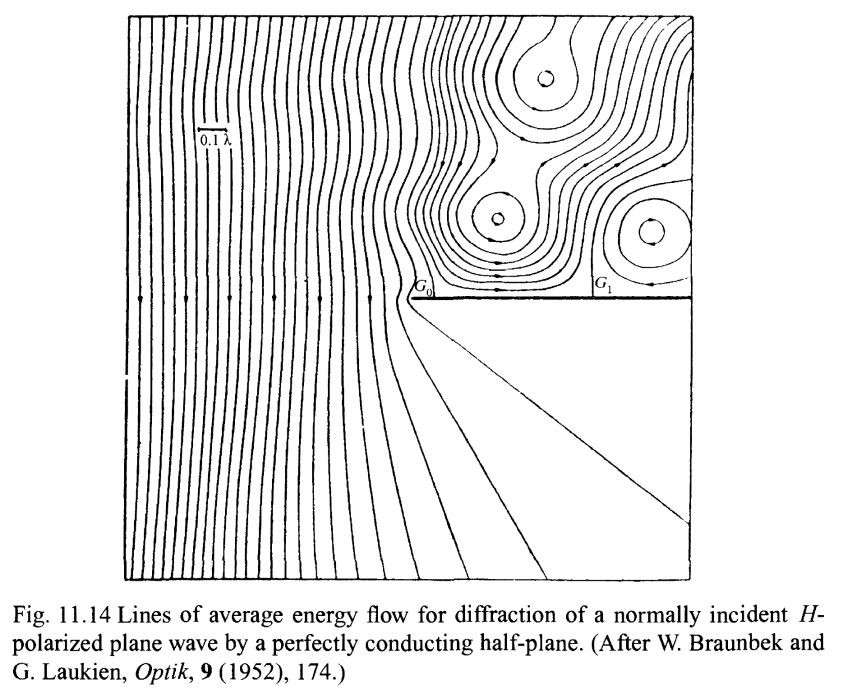 0.1 λ
G₀
G₁
Fig. 11.14 Lines of average energy flow for diffraction of a normally incident H-
polarized plane wave by a perfectly conducting half-plane. (After W. Braunbek and
G. Laukien, Optik, 9 (1952), 174.)